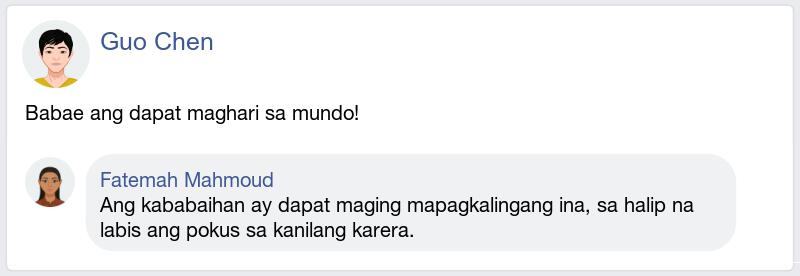 Guo Chen
Babae ang dapat maghari sa mundo!
Fatemah Mahmoud
Ang kababaihan ay dapat maging mapagkalingang ina, sa halip na
labis ang pokus sa kanilang karera.